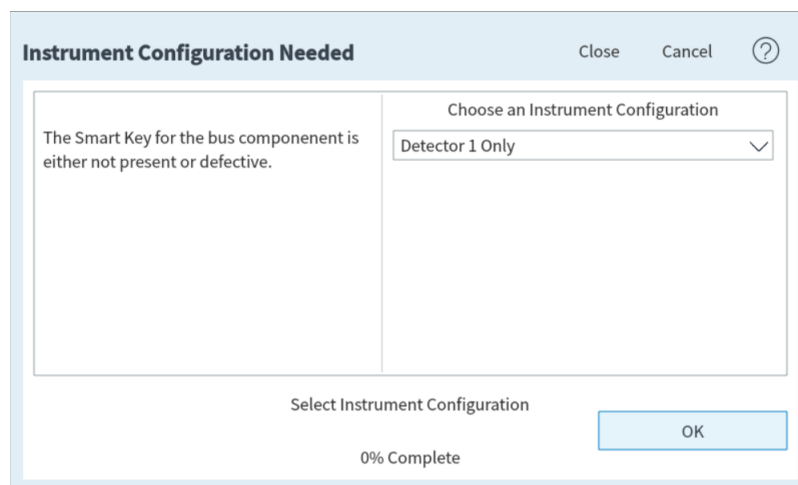 Instrument Configuration Needed
Close
Cancel
?
The Smart Key for the bus componenent is
either not present or defective.
Choose an Instrument Configuration
Detector 1 Only
Select Instrument Configuration
OK
0% Complete